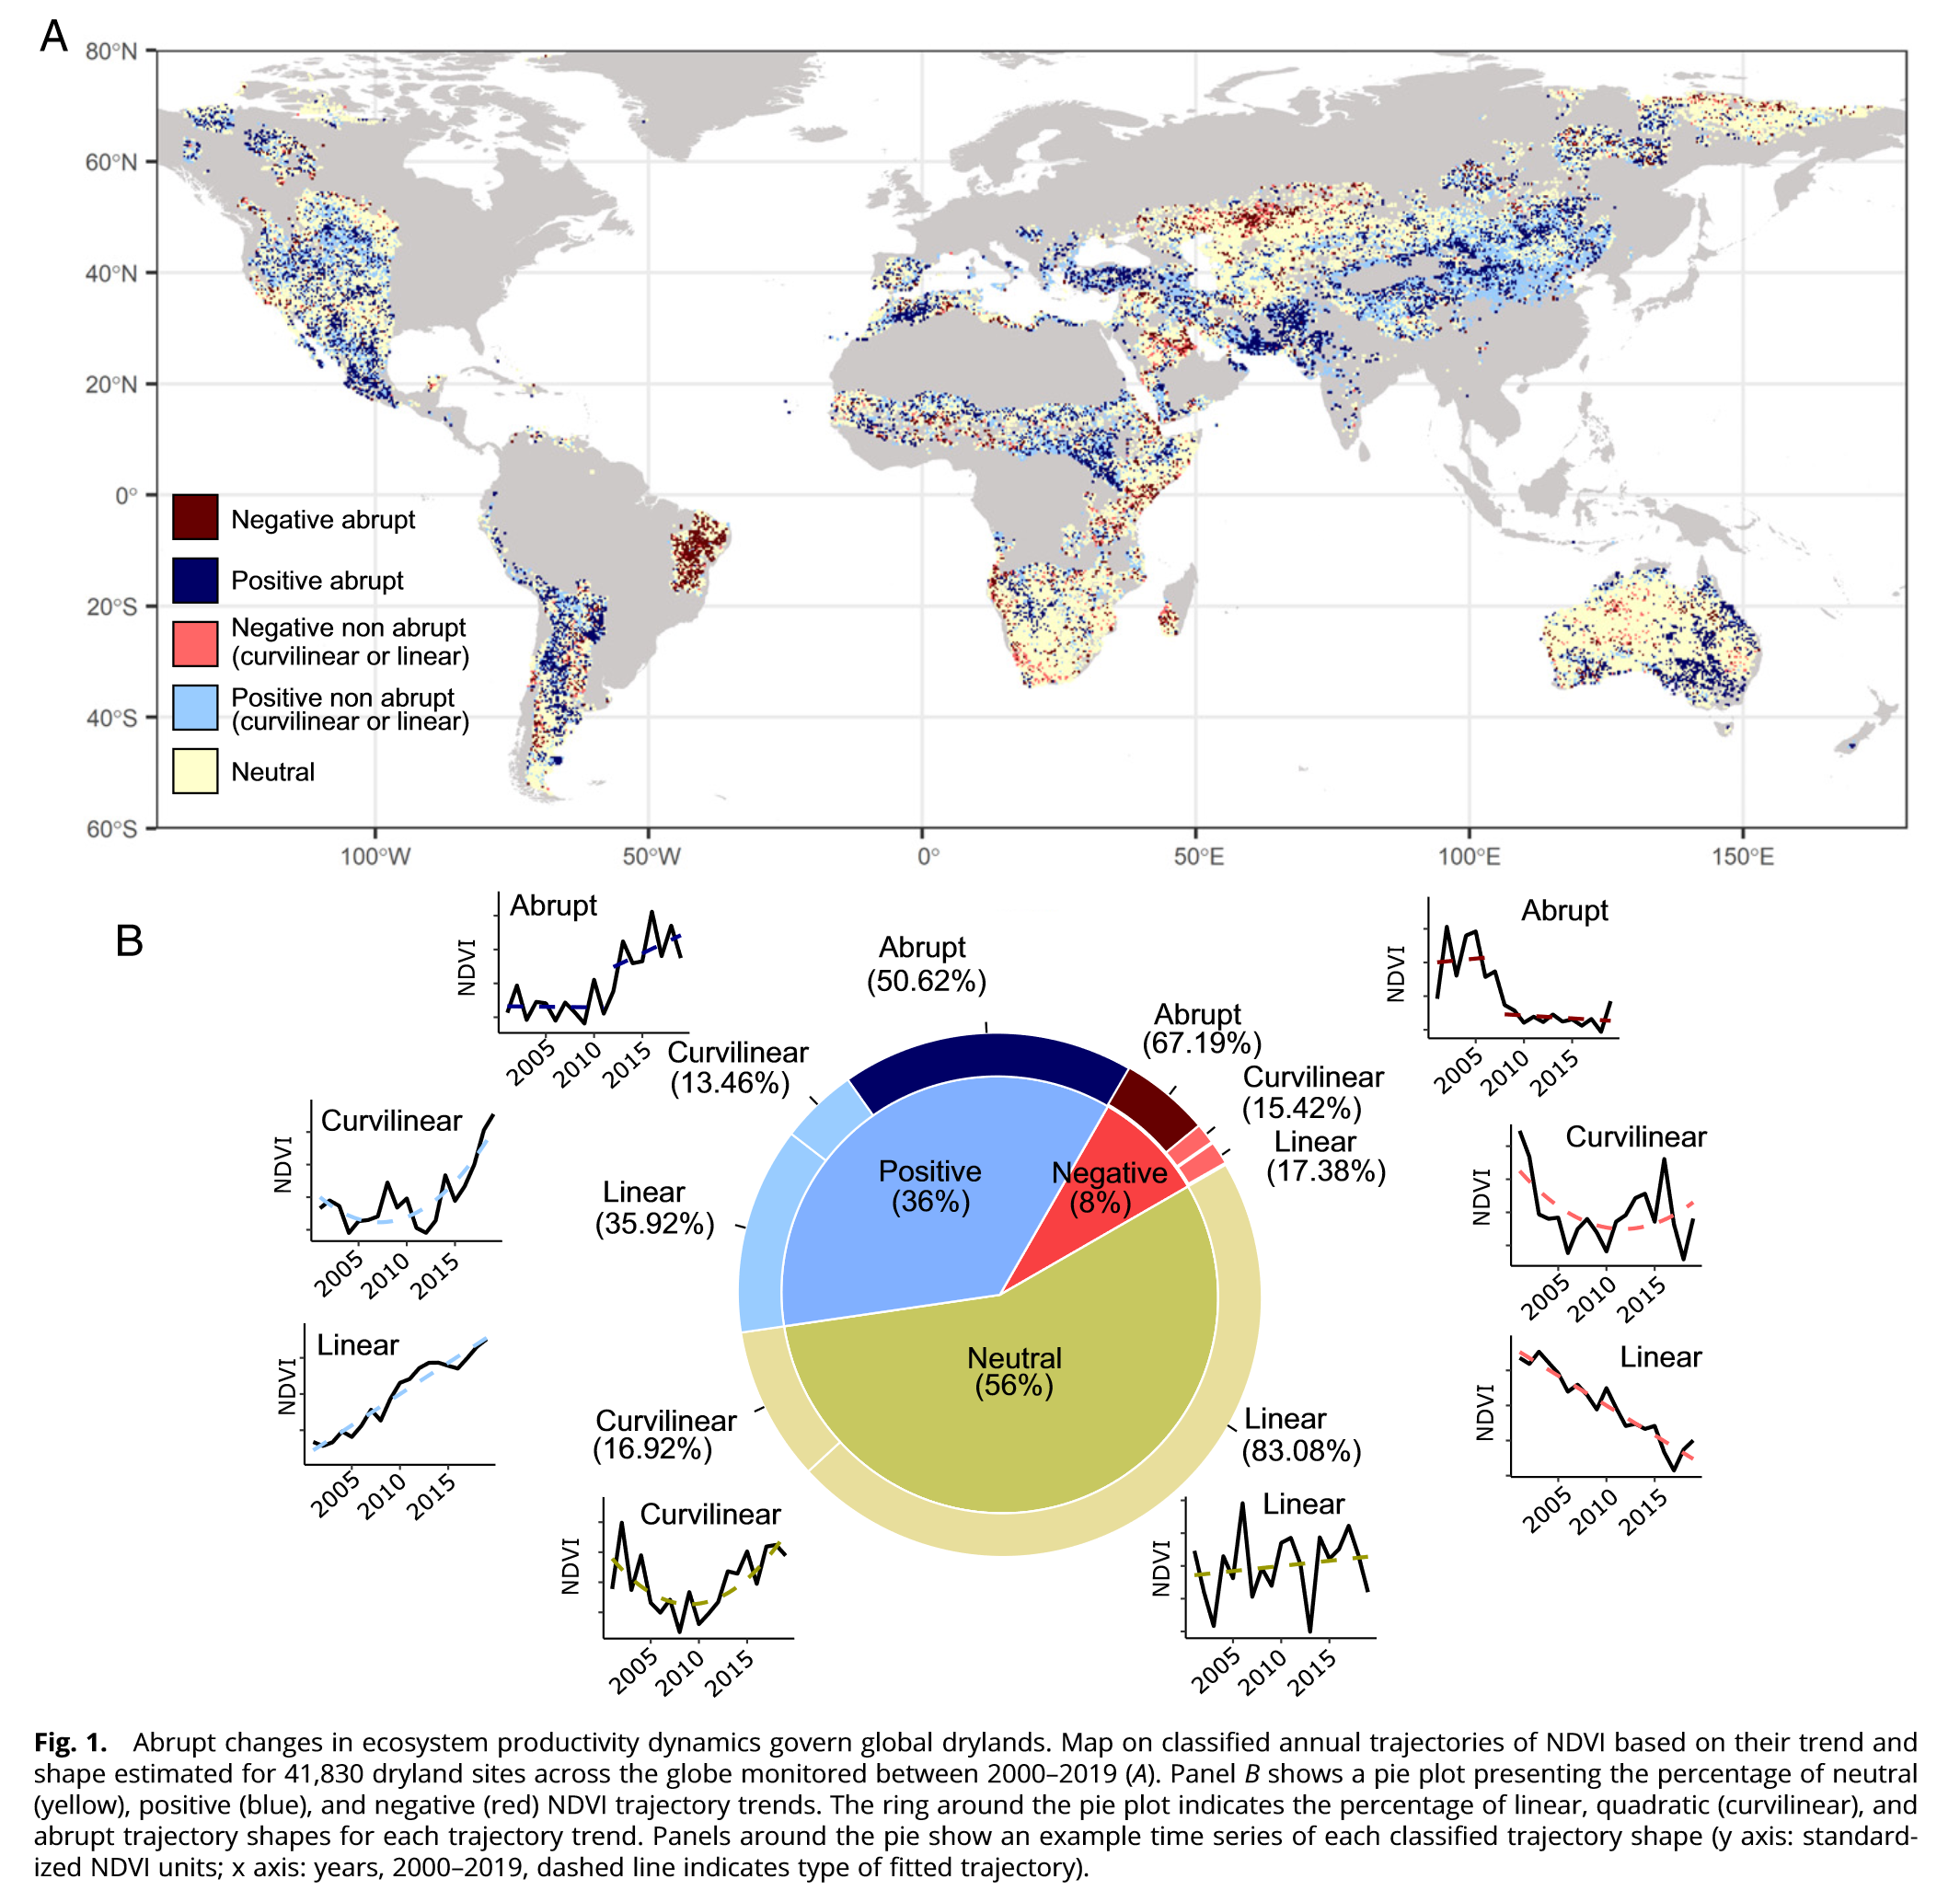 A
80°N
60°N
40°N
20°N
0°
20°S
40°S
60°S
100°W
50°W
0°
50°E
100°E
150°E
Negative abrupt
Positive abrupt
Negative non abrupt
(curvilinear or linear)
Positive non abrupt
(curvilinear or linear)
Neutral
B
Abrupt
NDVI
2005
2010
2015
Curvilinear
NDVI
2005
2010
2015
Linear
NDVI
2005
2010
2015
Curvilinear
NDVI
2005
2010
2015
Abrupt
(50.62%)
Curvilinear
(13.46%)
Linear
(35.92%)
Curvilinear
(16.92%)
Positive
(36%)
Negative
(8%)
Neutral
(56%)
Abrupt
(67.19%)
Curvilinear
(15.42%)
Linear
(17.38%)
Linear
(83.08%)
Abrupt
NDVI
2005
2010
2015
Curvilinear
NDVI
2005
2010
2015
Linear
NDVI
2005
2010
2015
Linear
NDVI
2005
2010
2015
Fig. 1. Abrupt changes in ecosystem productivity dynamics govern global drylands. Map on classified annual trajectories of NDVI based on their trend and
shape estimated for 41,830 dryland sites across the globe monitored between 2000–2019 (A). Panel B shows a pie plot presenting the percentage of neutral
(yellow), positive (blue), and negative (red) NDVI trajectory trends. The ring around the pie plot indicates the percentage of linear, quadratic (curvilinear), and
abrupt trajectory shapes for each trajectory trend. Panels around the pie show an example time series of each classified trajectory shape (y axis: standard-
ized NDVI units; x axis: years, 2000–2019, dashed line indicates type of fitted trajectory).